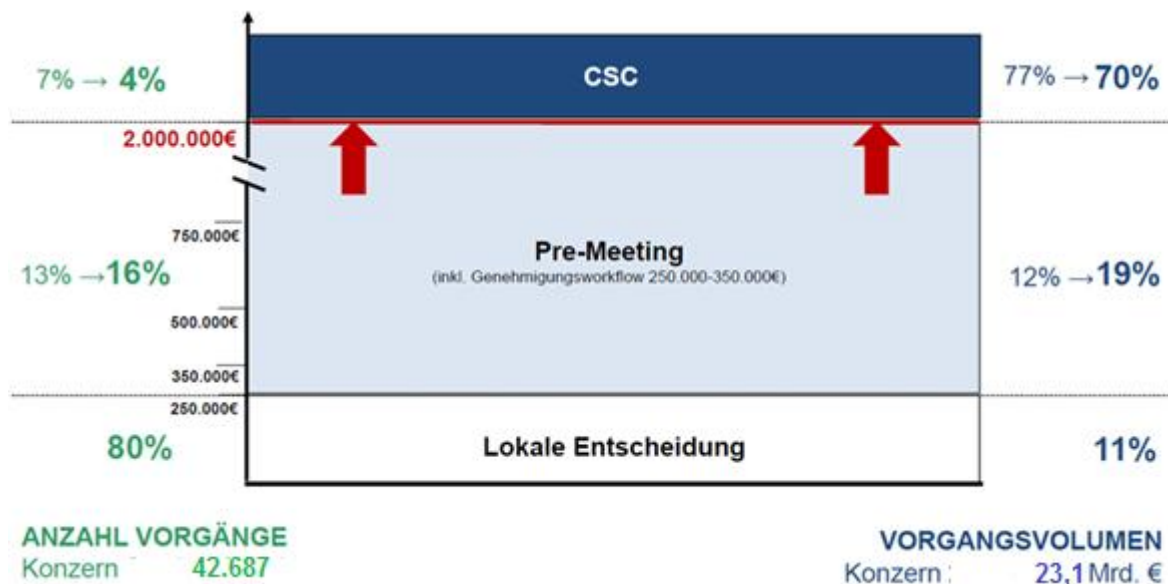 7% → 4%
CSC
77% → 70%
2.000.000€
750.000€
Pre-Meeting
(inkl. Genehmigungsworkflow 250.000-350.000€)
13% →16%
12% →19%
500.000€
350.000€
250.000€
80%
Lokale Entscheidung
11%
ANZAHL VORGÄNGE
Konzern 42.687
VORGANGSVOLUMEN
Konzern : 23,1 Mrd. €